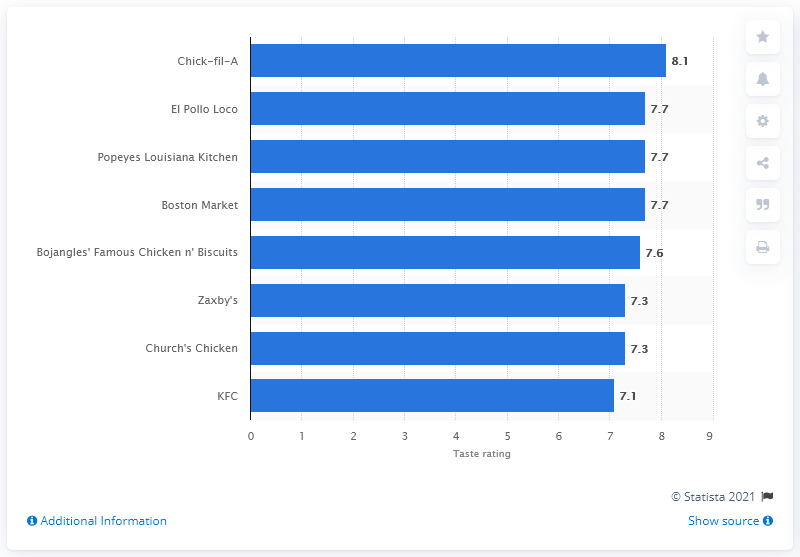 Chick-fil-A 8.1
El Pollo Loco 7.7
Popeyes Louisiana Kitchen 7.7
Boston Market 7.7
Bojangles' Famous Chicken n' Biscuits 7.6
Zaxby's 7.3
Church's Chicken 7.3
KFC 7.1
0 1 2 3 4 5 6 7 8 9
Taste rating
© Statista 2021
Additional Information Show source